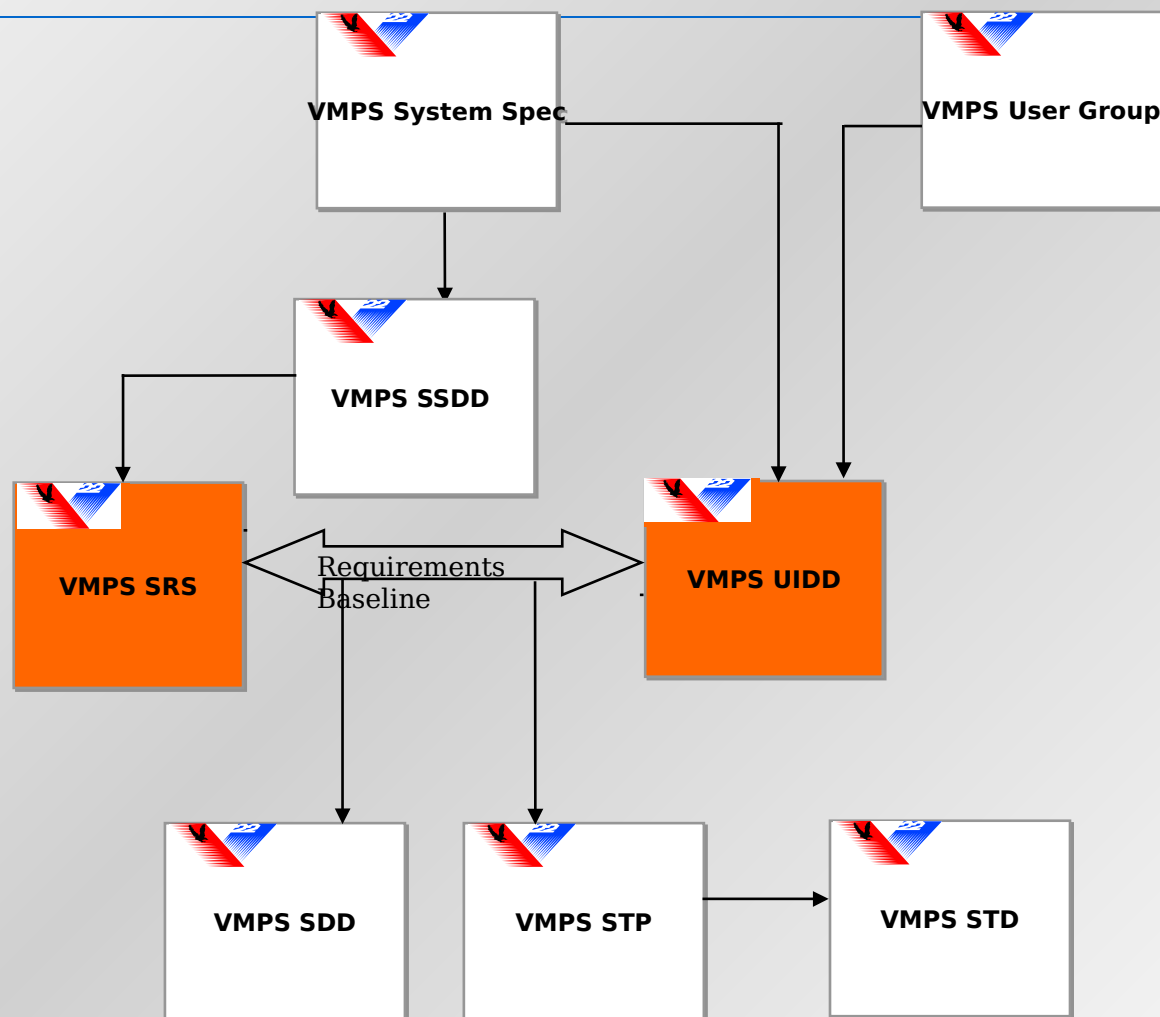 VMPS System Spec
VMPS User Group
VMPS SSDD
VMPS SRS
Requirements
Baseline
VMPS UIDD
VMPS SDD
VMPS STP
VMPS STD